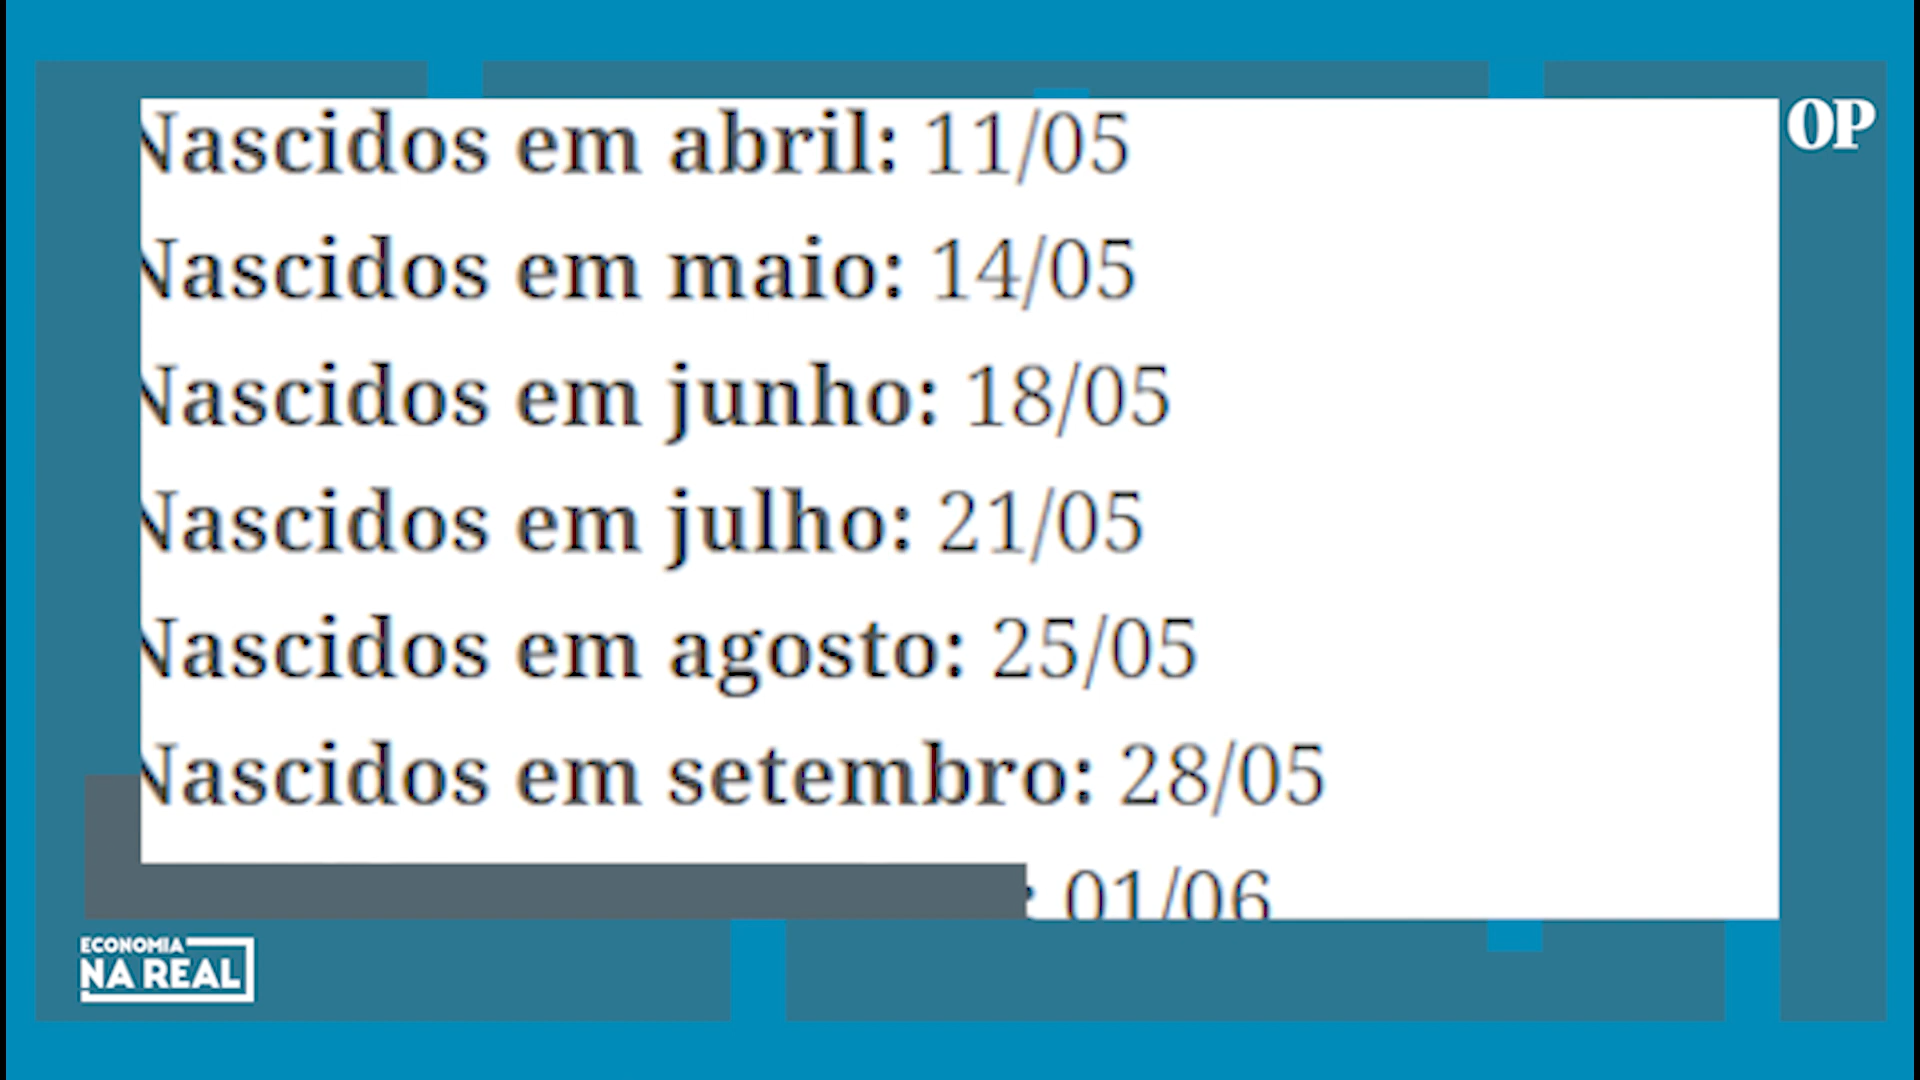 Nascidos em abril: 11/05
OP
Nascidos em maio: 14/05
Nascidos em junho: 18/05
Nascidos em julho: 21/05
Nascidos em agosto: 25/05
Nascidos em setembro: 28/05
: 01/06
ECONOMIA
NA REAL